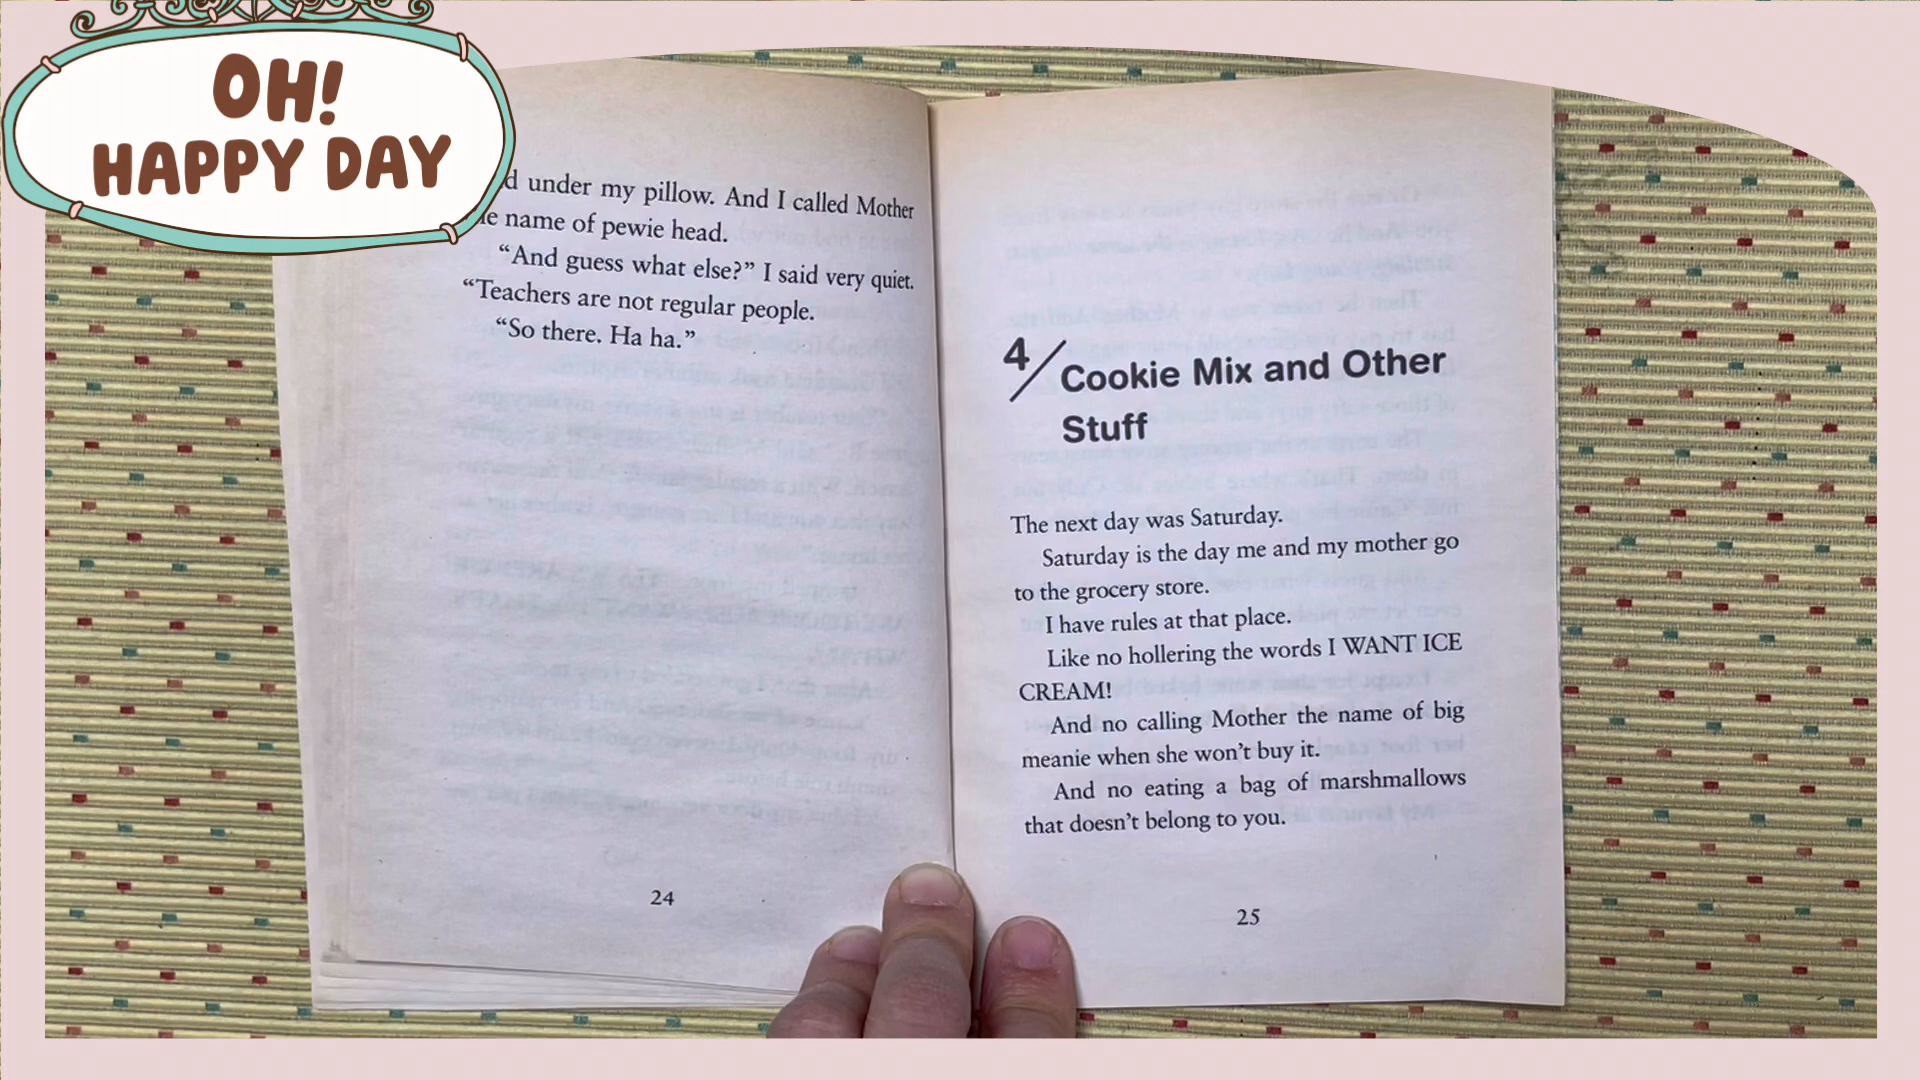 OH!
HAPPY DAY
under my pillow. And I called Mother
name of pewie head.
“And guess what else?” I said very quiet.
“Teachers are not regular people.
“So there. Ha ha.”
24
4/ Cookie Mix and Other
Stuff
The next day was Saturday.
Saturday is the day me and my mother go
to the grocery store.
I have rules at that place.
Like no hollering the words I WANT ICE
CREAM!
And no calling Mother the name of big
meanie when she won’t buy it.
And no eating a bag of marshmallows
that doesn’t belong to you.
25